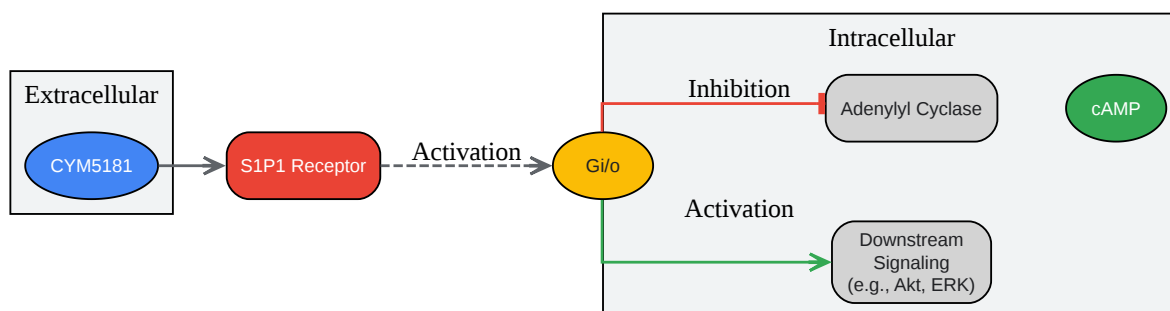 Intracellular
Extracellular
CYM5181
S1P1 Receptor
Activation
Gi/o
Inhibition
Adenylyl Cyclase
cAMP
Activation
Downstream
Signaling
(e.g., Akt, ERK)